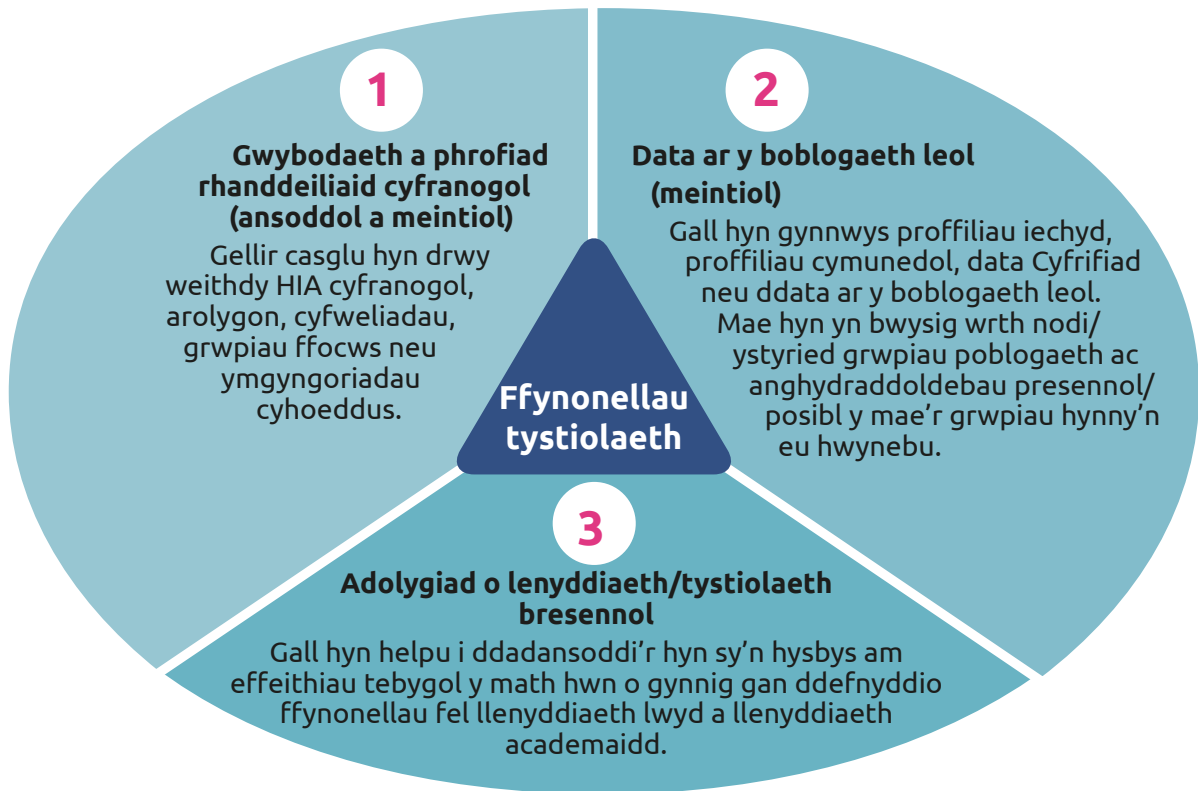 1
Gwybodaeth a phrofiad
rhanddeiliaid cyfranogol
(ansoddol a meintiol)
Gellir casglu hyn drwy
weithdy HIA cyfranogol,
arolygon, cyfweliadau,
grwpiau ffocws neu
ymgyngoriadau
cyhoeddus.
2
Data ar y boblogaeth leol
(meintiol)
Gall hyn gynnwys proffiliau iechyd,
proffiliau cymunedol, data Cyfrifiad
neu ddata ar y boblogaeth leol.
Mae hyn yn bwysig wrth nodi/
ystyried grwpiau poblogaeth ac
anghydraddoldebau presennol/
posibl y mae’r grwpiau hynny’n
eu hwynebu.
Ffynonellau
tystiolaeth
3
Adolygiad o lenyddiaeth/tystiolaeth
bresennol
Gall hyn helpu i ddadansoddi’r hyn sy’n hysbys am
effeithiau tebygol y math hwn o gynnig gan ddefnyddio
ffynonellau fel llenyddiaeth lwyd a llenyddiaeth
academaidd.